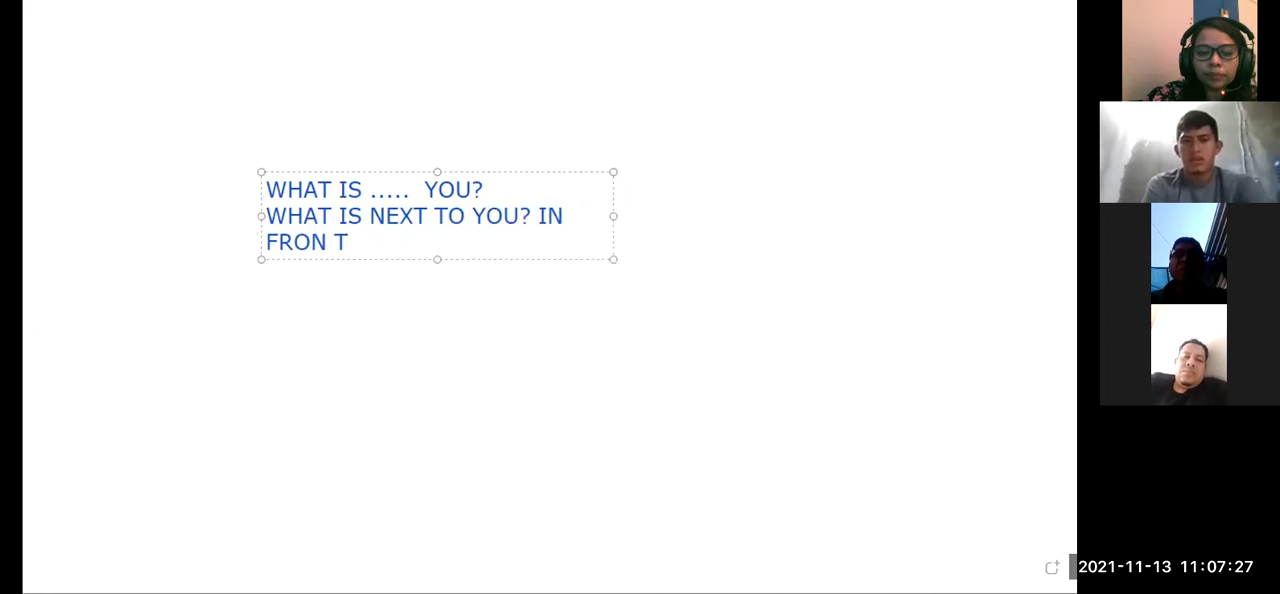 WHAT IS ..... YOU?
WHAT IS NEXT TO YOU? IN
FRON T
2021-11-13 11:07:27